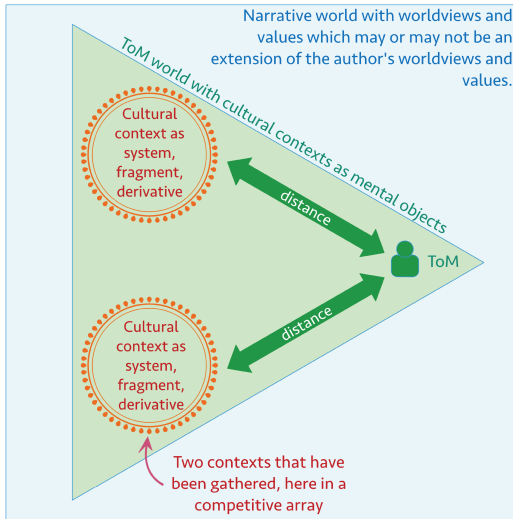 Narrative world with worldviews and
values which may or may not be an
extension of the author's worldviews and
values.
ToM world with cultural contexts as mental objects
Cultural
context as
system,
fragment,
derivative
distance
ToM
distance
Cultural
context as
system,
fragment,
derivative
Two contexts that have
been gathered, here in a
competitive array